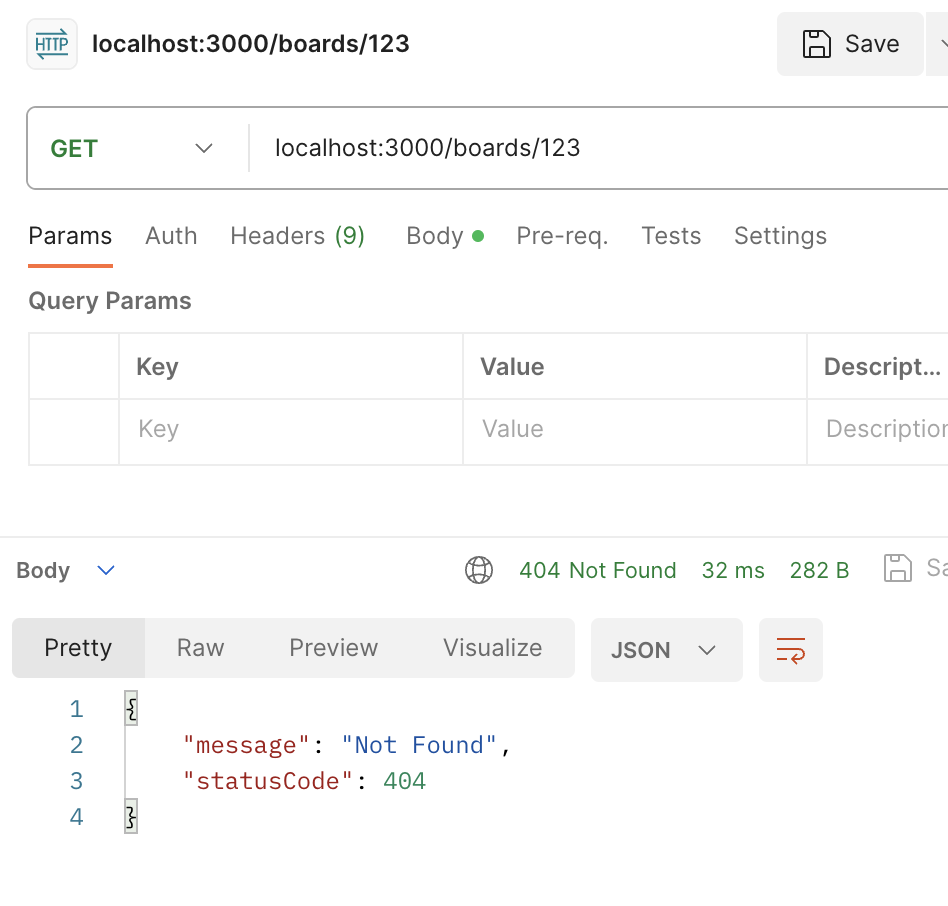 HTTP localhost:3000/boards/123 Save
GET localhost:3000/boards/123
Params Auth Headers (9) Body Pre-req. Tests Settings
Query Params
Key Value Descript...
Key Value Description
Body 404 Not Found 32 ms 282 B Sa
Pretty Raw Preview Visualize JSON
1 {
2 "message": "Not Found",
3 "statusCode": 404
4 }